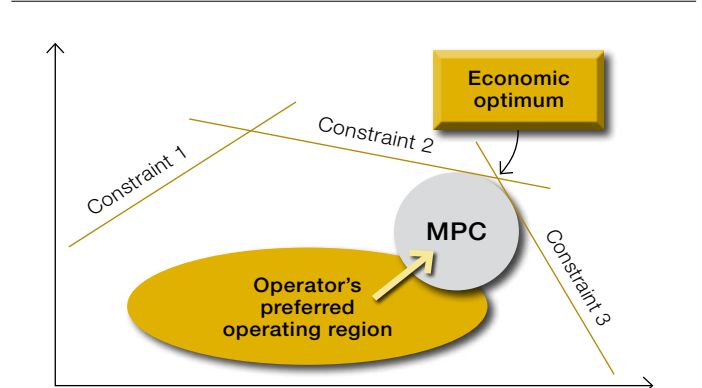 Economic
optimum
Constraint 2
Constraint 1
MPC
Constraint 3
Operator's
preferred
operating region